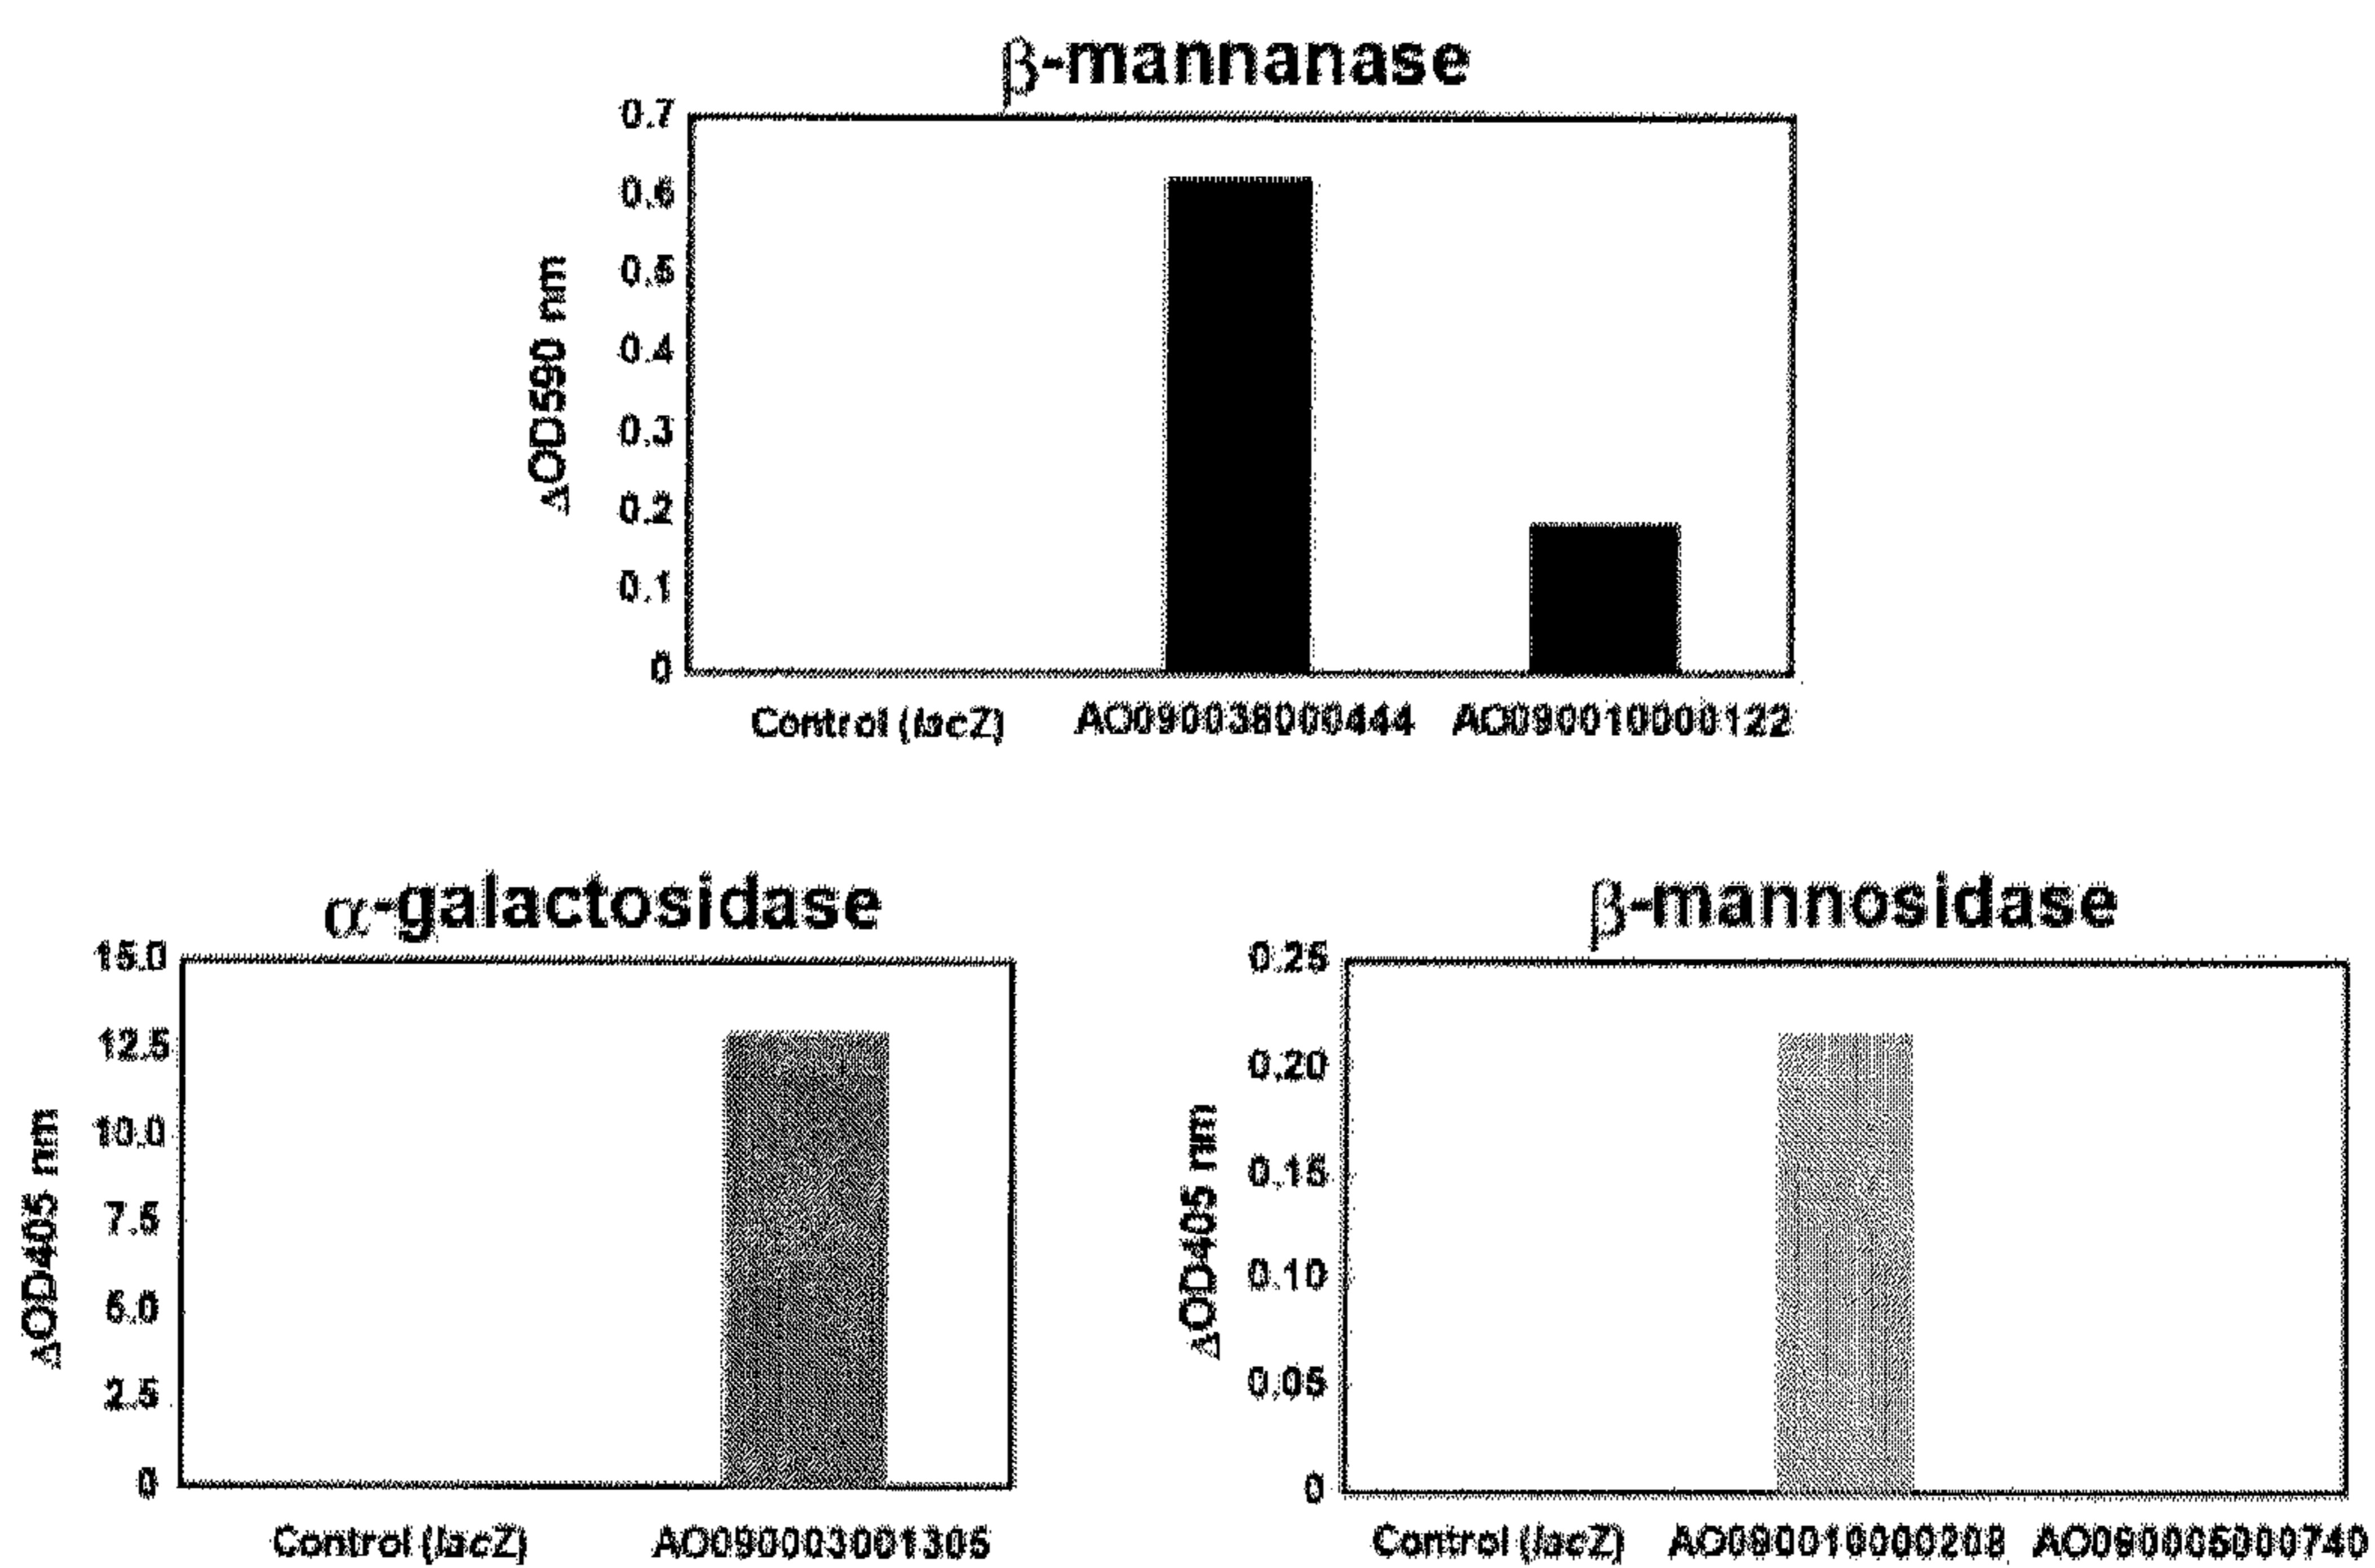 β-mannanase
0.7
0.6
0.5
0.4
0.3
0.2
0.1
0
ΔOD590 nm
Control (lacZ) AO090038000444 AO090010000122
α-galactosidase
15.0
12.5
10.0
7.5
5.0
2.5
0
ΔOD405 nm
Control (lacZ) AO090003001305
β-mannosidase
0.25
0.20
0.15
0.10
0.05
0
ΔOD405 nm
Control (lacZ) AO090010000208 AO090005000740